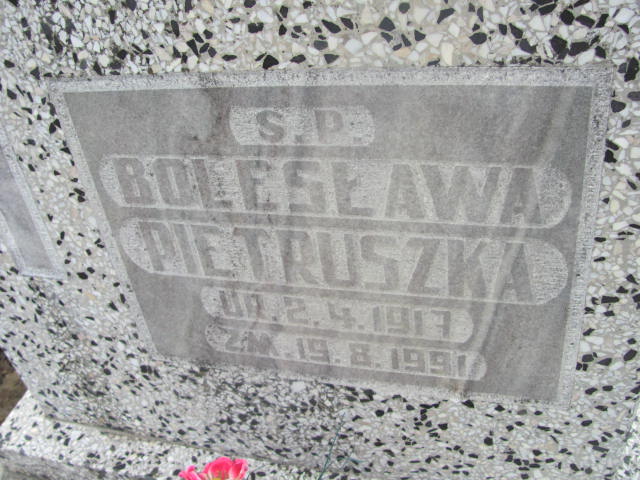 S.P.
BOLESŁAWA
PIETRUSZKA
UR. 2. 4. 1917
ZM. 19. 8. 1991